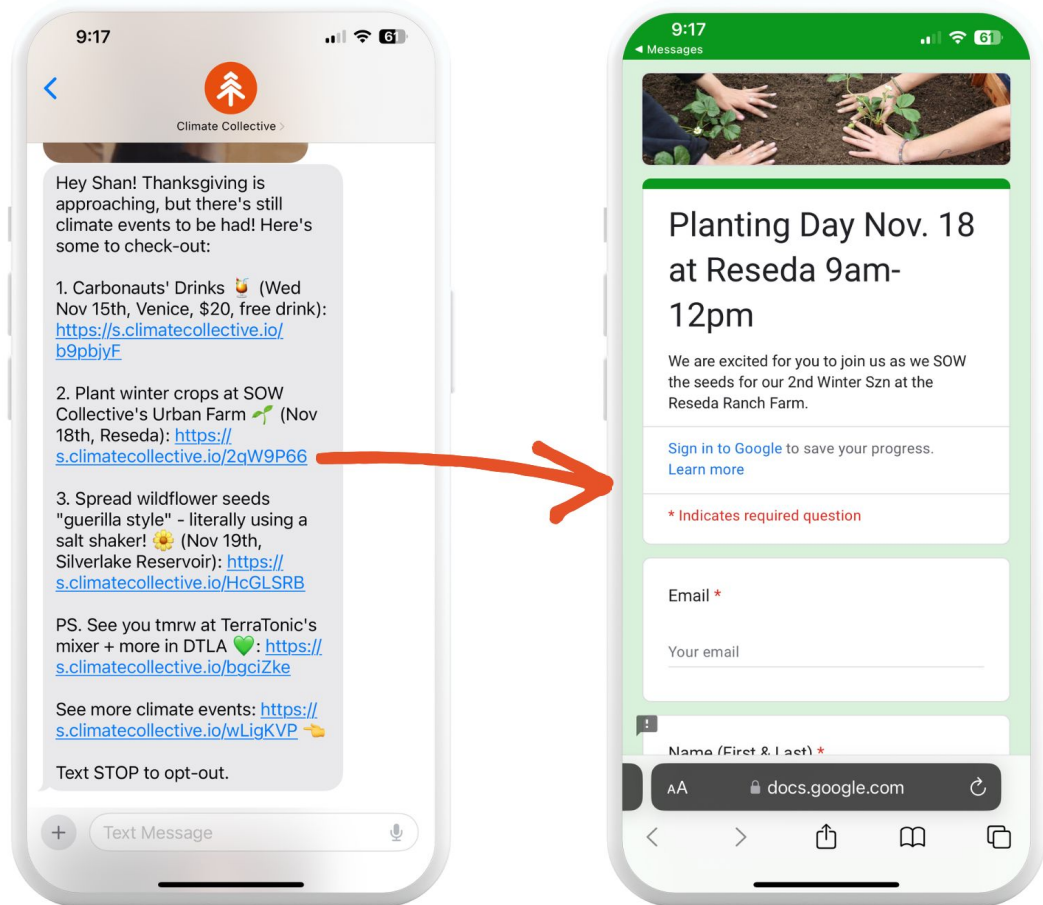 9:17
61
Climate Collective >
Hey Shan! Thanksgiving is
approaching, but there's still
climate events to be had! Here's
some to check-out:
1. Carbonauts' Drinks 🍹 (Wed
Nov 15th, Venice, $20, free drink):
https://s.climatecollective.io/
b9pbjyF
2. Plant winter crops at SOW
Collective's Urban Farm 🌱 (Nov
18th, Reseda): https://
s.climatecollective.io/2qW9P66
3. Spread wildflower seeds
"guerilla style" - literally using a
salt shaker! 🌼 (Nov 19th,
Silverlake Reservoir): https://
s.climatecollective.io/HcGLSRB
PS. See you tmrw at TerraTonic's
mixer + more in DTLA 💚: https://
s.climatecollective.io/bgciZke
See more climate events: https://
s.climatecollective.io/wLigKVP 👈
Text STOP to opt-out.
Text Message
9:17
61
◀ Messages
Planting Day Nov. 18
at Reseda 9am-
12pm
We are excited for you to join us as we SOW
the seeds for our 2nd Winter Szn at the
Reseda Ranch Farm.
Sign in to Google to save your progress.
Learn more
* Indicates required question
Email *
Your email
Name (First & Last) *
AA
docs.google.com